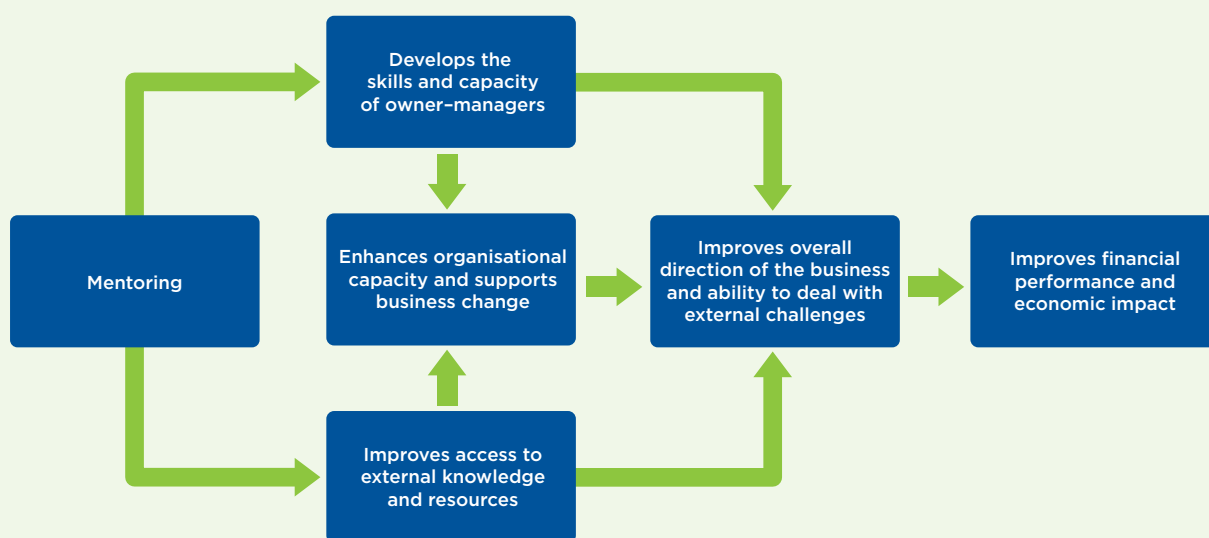 Develops the
skills and capacity
of owner–managers
Mentoring
Enhances organisational
capacity and supports
business change
Improves overall
direction of the business
and ability to deal with
external challenges
Improves financial
performance and
economic impact
Improves access to
external knowledge
and resources